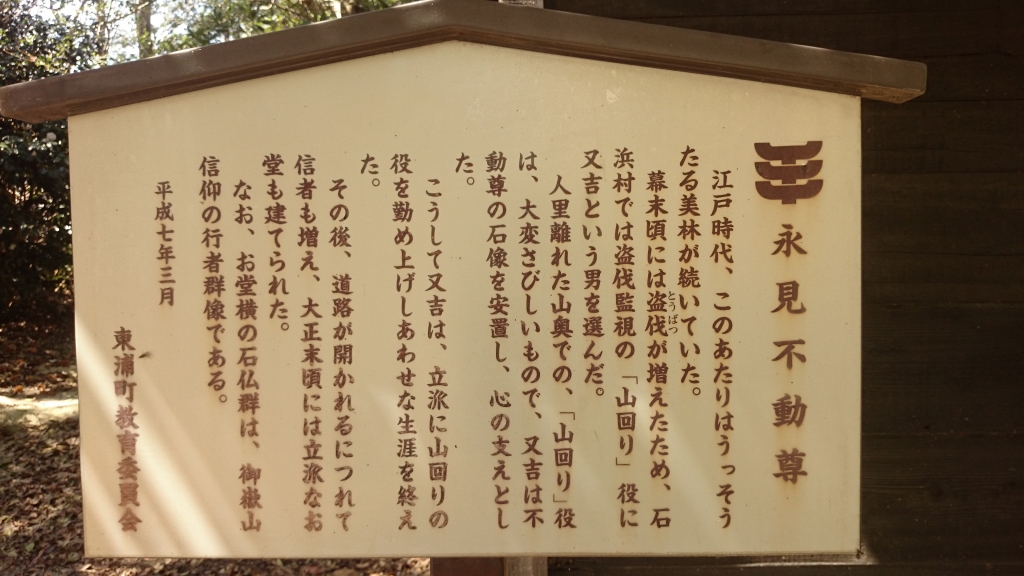 永見不動尊
江戸時代、このあたりはうっそう
たる美林が続いていた。
幕末頃には盗伐が増えたため、石
とうばつ
浜村では盗伐監視の「山回り」役に
又吉という男を選んだ。
人里離れた山奥での、「山回り」役
は、大変さびしいもので、又吉は不
動尊の石像を安置し、心の支えとし
た。
こうして又吉は、立派に山回りの
役を勤め上げしあわせな生涯を終え
た。
その後、道路が開かれるにつれて
信者も増え、大正末頃には立派なお
堂も建てられた。
なお、お堂横の石仏群は、御嶽山
信仰の行者群像である。
平成七年三月
東浦町教育委員会